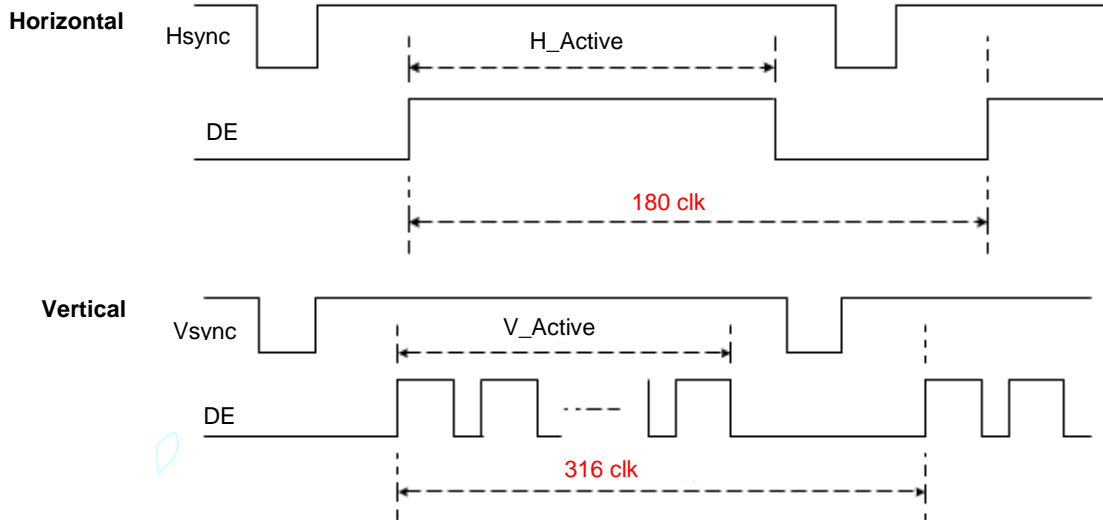 Horizontal
Hsync
H_Active
DE
180 clk
Vertical
Vsync
V_Active
DE
316 clk